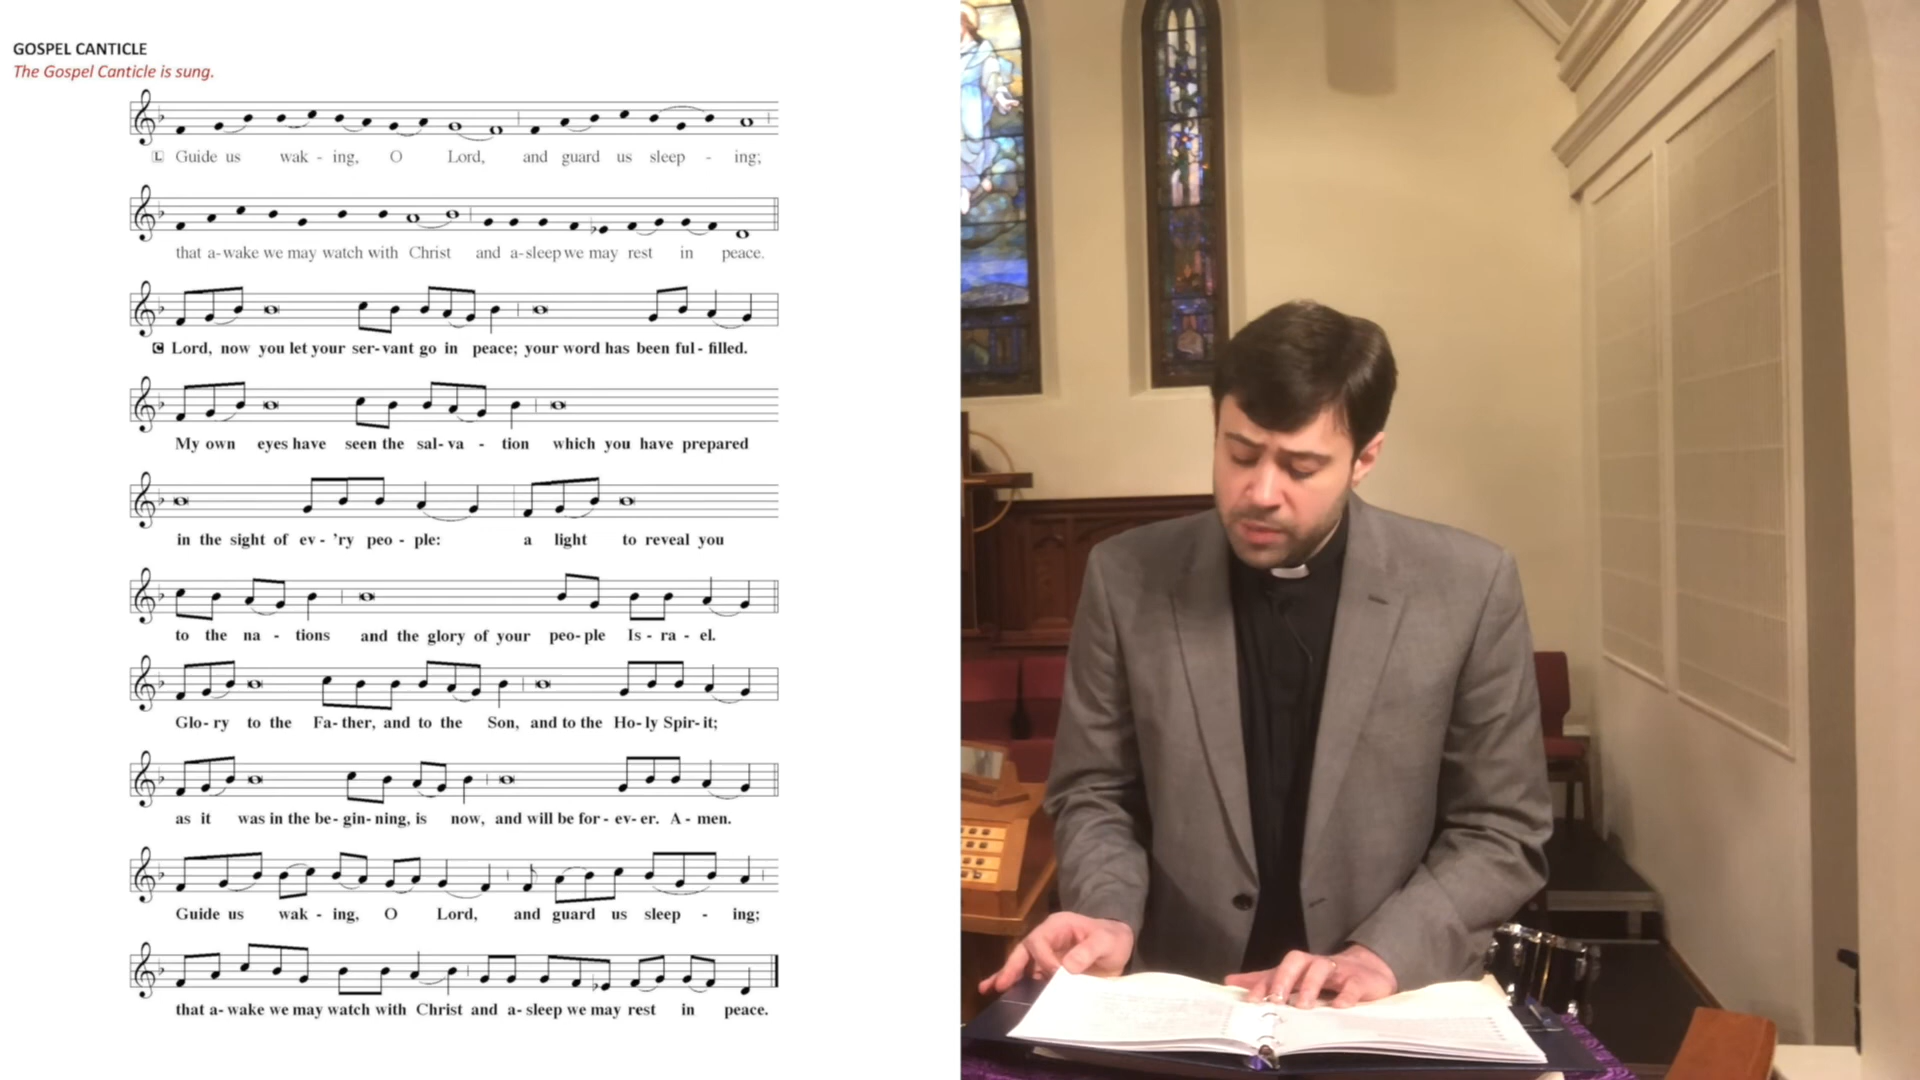 GOSPEL CANTICLE
The Gospel Canticle is sung.
L Guide us wak - ing, O Lord, and guard us sleep - ing;
that a-wake we may watch with Christ and a-sleep we may rest in peace.
C Lord, now you let your ser-vant go in peace; your word has been ful-filled.
My own eyes have seen the sal-va - tion which you have prepared
in the sight of ev-'ry peo-ple: a light to reveal you
to the na - tions and the glory of your peo-ple Is-ra-el.
Glo-ry to the Fa-ther, and to the Son, and to the Ho-ly Spir-it;
as it was in the be-gin-ning, is now, and will be for-ev-er. A-men.
Guide us wak - ing, O Lord, and guard us sleep - ing;
that a-wake we may watch with Christ and a-sleep we may rest in peace.